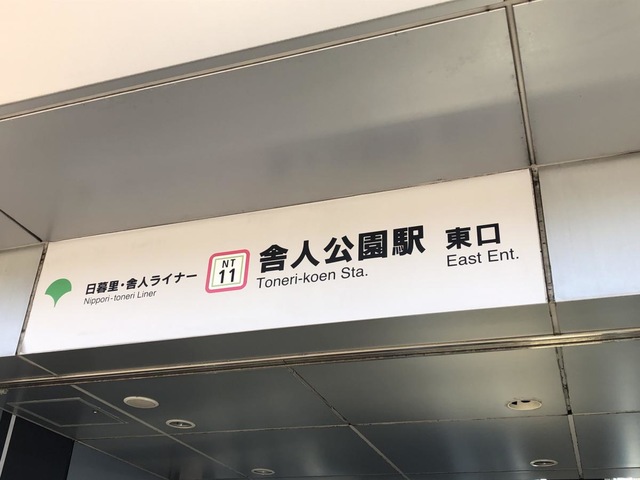 日暮里・舎人ライナー
Nippori-toneri Liner
NT
11
舎人公園駅
Toneri-koen Sta.
東口
East Ent.